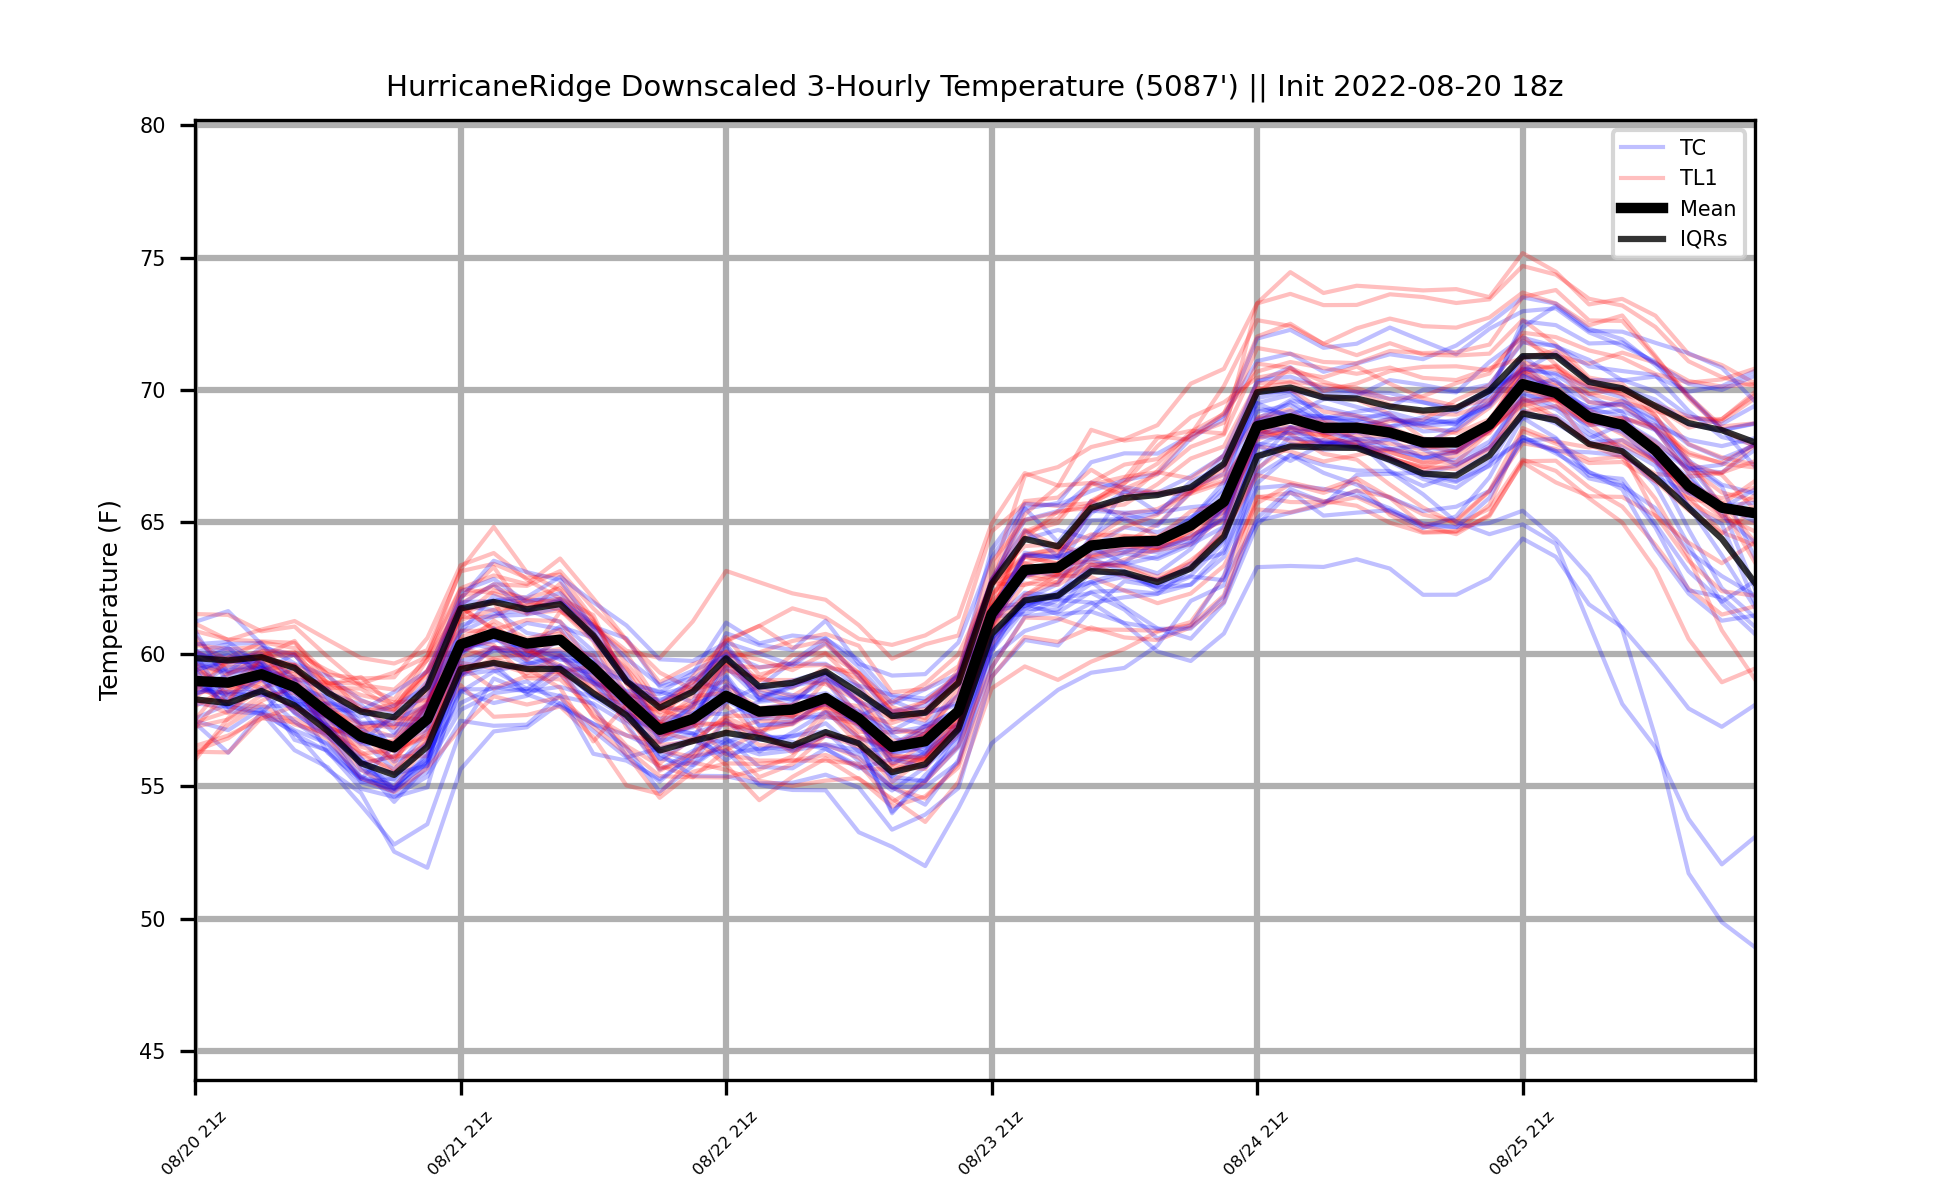 HurricaneRidge Downscaled 3-Hourly Temperature (5087') || Init 2022-08-20 18z
80
75
70
65
60
55
50
45
Temperature (F)
TC
TL1
Mean
IQRs
08/20 21z
08/21 21z
08/22 21z
08/23 21z
08/24 21z
08/25 21z